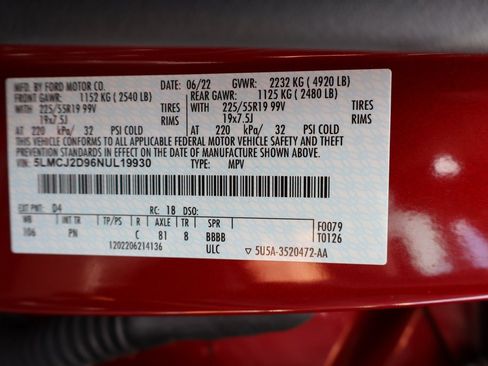 MFD. BY FORD MOTOR CO. DATE: 06/22 GVWR: 2232 KG ( 4920 LB)
FRONT GAWR: 1152 KG ( 2540 LB) REAR GAWR: 1125 KG ( 2480 LB)
WITH 225/55R19 99V TIRES WITH 225/55R19 99V TIRES
19x7.5J RIMS 19x7.5J RIMS
AT 220 kPa/ 32 PSI COLD AT 220 kPa/ 32 PSI COLD
THIS VEHICLE CONFORMS TO ALL APPLICABLE FEDERAL MOTOR VEHICLE SAFETY, BUMPER, AND THEFT
PREVENTION STANDARDS IN EFFECT ON THE DATE OF MANUFACTURE SHOWN ABOVE.
VIN: 5LMCJ2D96NUL19930 TYPE: MPV
EXT PNT: D4 RC: 18 DSO:
WB INT TR TP/PS R AXLE TR SPR F0079
106 PN C 81 8 BBBB T0126
1202206214136 ULC ▽ 5U5A-3520472-AA